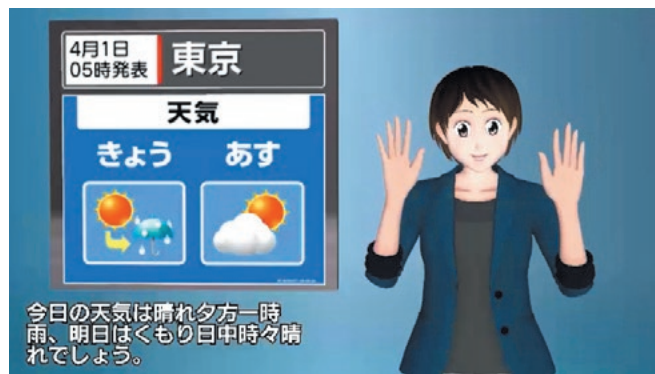 4月1日
05時発表
東京
天気
きょう
あす
今日の天気は晴れ夕方一時
雨、明日はくもり日中時々晴
れでしょう。